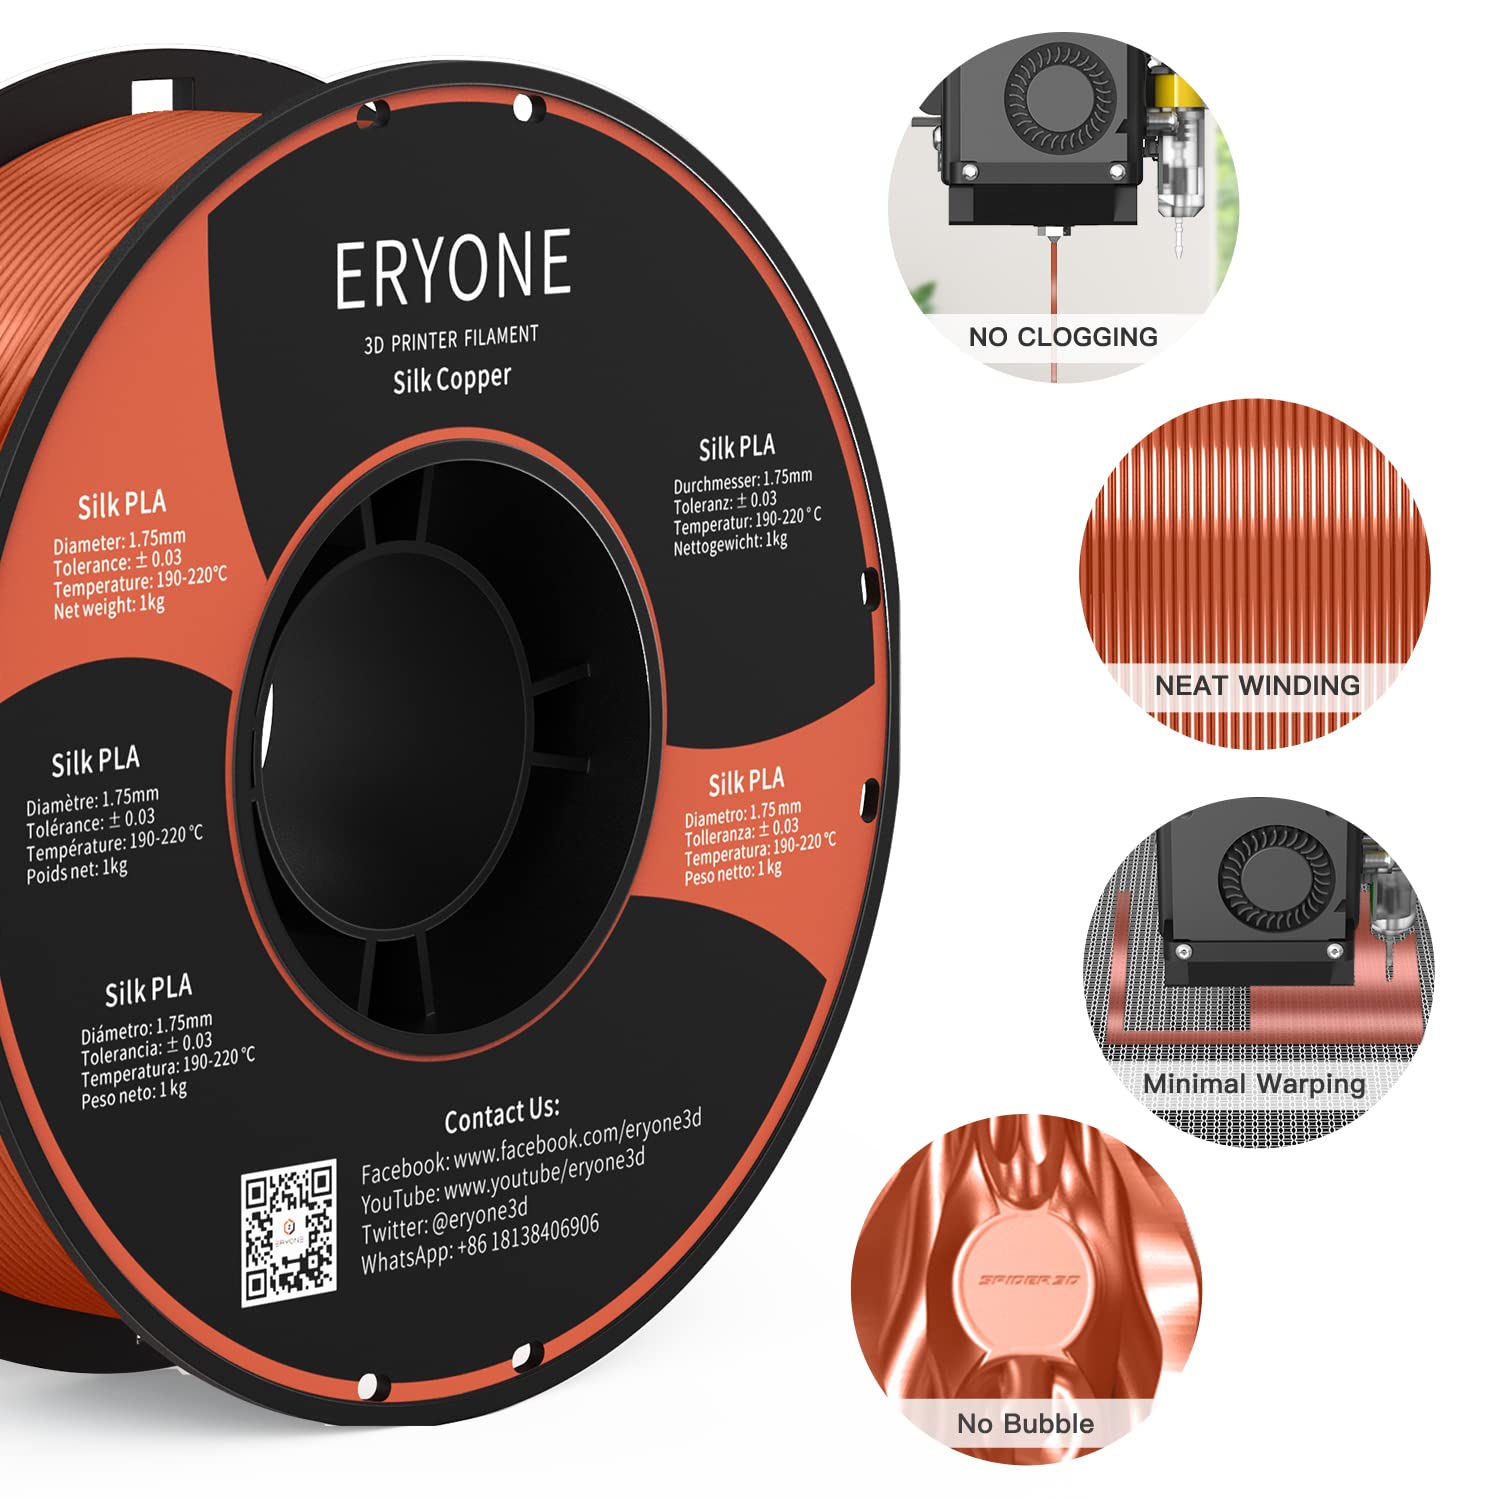 ERYONE
3D PRINTER FILAMENT
Silk Copper
Silk PLA
Diameter: 1.75mm
Tolerance: ± 0.03
Temperature: 190-220℃
Net weight: 1kg
Silk PLA
Durchmesser: 1.75mm
Toleranz: ± 0.03
Temperatur: 190-220 °C
Nettogewicht: 1kg
Silk PLA
Diamètre: 1.75mm
Tolérance: ± 0.03
Température: 190-220 ℃
Poids net: 1kg
Silk PLA
Diametro: 1.75 mm
Tolleranza: ± 0.03
Temperatura: 190-220 ℃
Peso netto: 1 kg
Silk PLA
Diámetro: 1.75mm
Tolerancia: ± 0.03
Temperatura: 190-220 ℃
Peso neto: 1 kg
Contact Us:
Facebook: www.facebook.com/eryone3d
YouTube: www.youtube/eryone3d
Twitter: @eryone3d
WhatsApp: +86 18138406906
ERYONE
NO CLOGGING
NEAT WINDING
Minimal Warping
SPIDER 3D
No Bubble